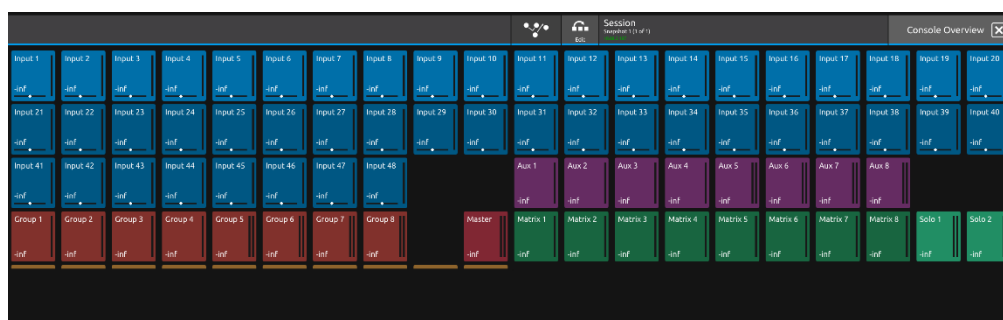 Session
Snapshot 1 (1 of 1)
Edit
Console Overview
Input 1 Input 2 Input 3 Input 4 Input 5 Input 6 Input 7 Input 8 Input 9 Input 10 Input 11 Input 12 Input 13 Input 14 Input 15 Input 16 Input 17 Input 18 Input 19 Input 20
-inf -inf -inf -inf -inf -inf -inf -inf -inf -inf -inf -inf -inf -inf -inf -inf -inf -inf -inf -inf
Input 21 Input 22 Input 23 Input 24 Input 25 Input 26 Input 27 Input 28 Input 29 Input 30 Input 31 Input 32 Input 33 Input 34 Input 35 Input 36 Input 37 Input 38 Input 39 Input 40
-inf -inf -inf -inf -inf -inf -inf -inf -inf -inf -inf -inf -inf -inf -inf -inf -inf -inf -inf -inf
Input 41 Input 42 Input 43 Input 44 Input 45 Input 46 Input 47 Input 48 Aux 1 Aux 2 Aux 3 Aux 4 Aux 5 Aux 6 Aux 7 Aux 8
-inf -inf -inf -inf -inf -inf -inf -inf -inf -inf -inf -inf -inf -inf -inf -inf
Group 1 Group 2 Group 3 Group 4 Group 5 Group 6 Group 7 Group 8 Master Matrix 1 Matrix 2 Matrix 3 Matrix 4 Matrix 5 Matrix 6 Matrix 7 Matrix 8 Solo 1 Solo 2
-inf -inf -inf -inf -inf -inf -inf -inf -inf -inf -inf -inf -inf -inf -inf -inf -inf -inf -inf